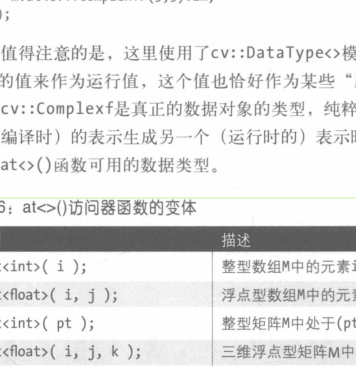 );
值得注意的是，这里使用了cv::DataType<>模
的值来作为运行值，这个值也恰好作为某些“
cv::Complexf是真正的数据对象的类型，纯粹
编译时）的表示生成另一个（运行时的）表示
at<>()函数可用的数据类型。
6：at<>()访问器函数的变体
描述
<int>( i ); 整型数组M中的元素i
<float>( i, j ); 浮点型数组M中的元素
<int>( pt ); 整型矩阵M中处于(pt
<float>( i, j, k ); 三维浮点型矩阵M中